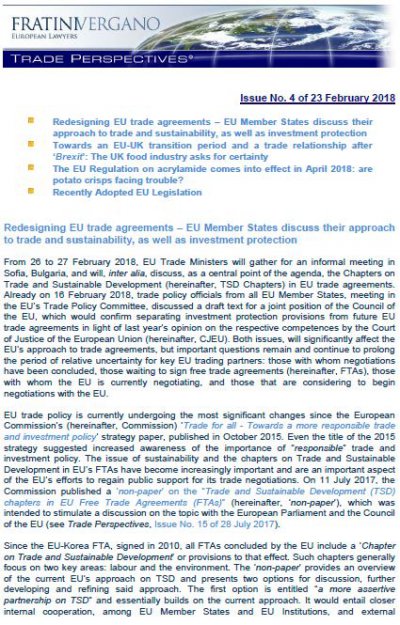 FRATINIVERGANO
EUROPEAN LAWYERS
TRADE PERSPECTIVES®
Issue No. 4 of 23 February 2018
Redesigning EU trade agreements – EU Member States discuss their
approach to trade and sustainability, as well as investment protection
Towards an EU-UK transition period and a trade relationship after
'Brexit': The UK food industry asks for certainty
The EU Regulation on acrylamide comes into effect in April 2018: are
potato crisps facing trouble?
Recently Adopted EU Legislation
Redesigning EU trade agreements – EU Member States discuss their approach
to trade and sustainability, as well as investment protection
From 26 to 27 February 2018, EU Trade Ministers will gather for an informal meeting in
Sofia, Bulgaria, and will, inter alia, discuss, as a central point of the agenda, the Chapters on
Trade and Sustainable Development (hereinafter, TSD Chapters) in EU trade agreements.
Already on 16 February 2018, trade policy officials from all EU Member States, meeting in
the EU's Trade Policy Committee, discussed a draft text for a joint position of the Council of
the EU, which would confirm separating investment protection provisions from future EU
trade agreements in light of last year's opinion on the respective competences by the Court
of Justice of the European Union (hereinafter, CJEU). Both issues, will significantly affect the
EU's approach to trade agreements, but important questions remain and continue to prolong
the period of relative uncertainty for key EU trading partners: those with whom negotiations
have been concluded, those waiting to sign free trade agreements (hereinafter, FTAs), those
with whom the EU is currently negotiating, and those that are considering to begin
negotiations with the EU.
EU trade policy is currently undergoing the most significant changes since the European
Commission's (hereinafter, Commission) 'Trade for all - Towards a more responsible trade
and investment policy' strategy paper, published in October 2015. Even the title of the 2015
strategy suggested increased awareness of the importance of "responsible" trade and
investment policy. The issue of sustainability and the chapters on Trade and Sustainable
Development in EU's FTAs have become increasingly important and are an important aspect
of the EU's efforts to regain public support for its trade negotiations. On 11 July 2017, the
Commission published a 'non-paper' on the "Trade and Sustainable Development (TSD)
chapters in EU Free Trade Agreements (FTAs)" (hereinafter, 'non-paper'), which was
intended to stimulate a discussion on the topic with the European Parliament and the Council
of the EU (see Trade Perspectives, Issue No. 15 of 28 July 2017).
Since the EU-Korea FTA, signed in 2010, all FTAs concluded by the EU include a 'Chapter
on Trade and Sustainable Development' or provisions to that effect. Such chapters generally
focus on two key areas: labour and the environment. The 'non-paper' provides an overview
of the current EU's approach on TSD and presents two options for discussion, further
developing and refining said approach. The first option is entitled "a more assertive
partnership on TSD" and essentially builds on the current approach. It would entail closer
internal cooperation, among EU Member States and EU Institutions, and external